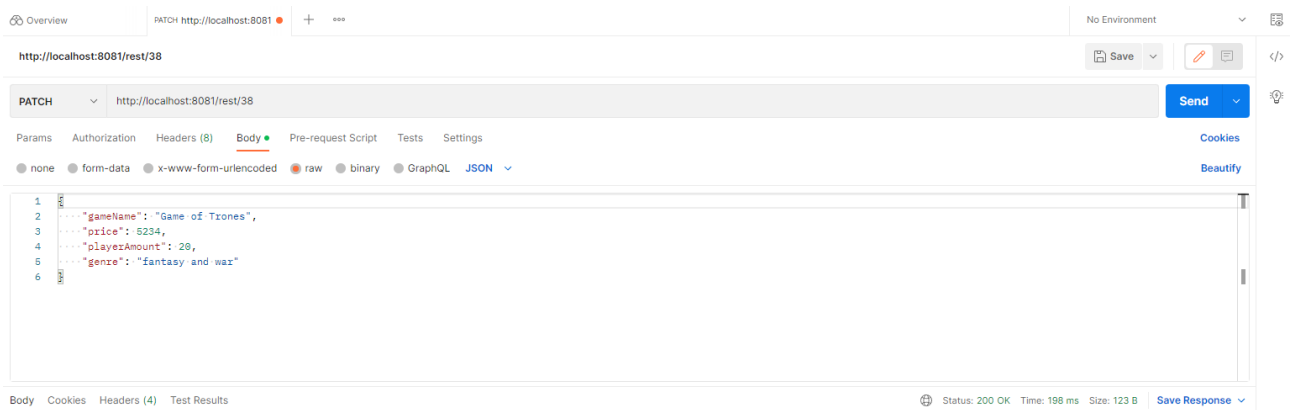 Overview PATCH http://localhost:8081 No Environment
http://localhost:8081/rest/38 Save
PATCH http://localhost:8081/rest/38 Send
Params Authorization Headers (8) Body Pre-request Script Tests Settings Cookies
none form-data x-www-form-urlencoded raw binary GraphQL JSON Beautify
1 {
2 "gameName": "Game of Trones",
3 "price": 5234,
4 "playerAmount": 20,
5 "genre": "fantasy and war"
6 }
Body Cookies Headers (4) Test Results Status: 200 OK Time: 198 ms Size: 123 B Save Response